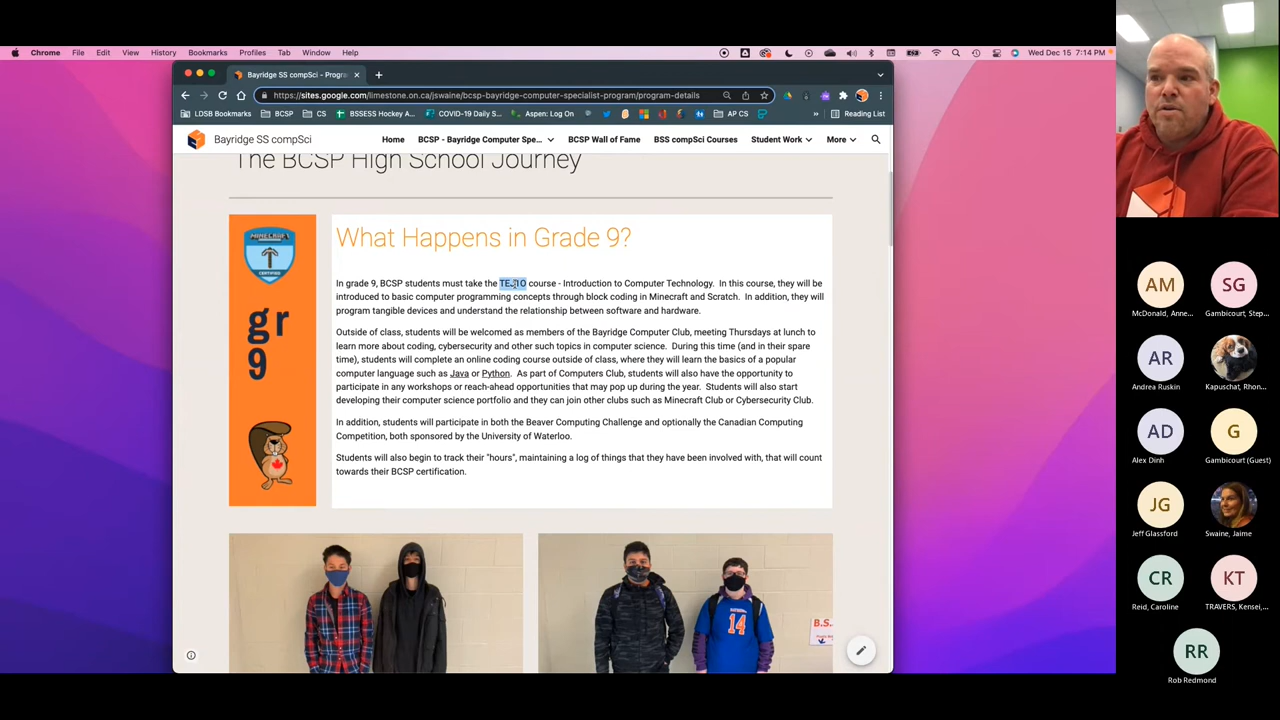 Chrome File Edit View History Bookmarks Profiles Tab Window Help Wed Dec 15 7:14 PM
Bayridge SS compSci - Progra
https://sites.google.com/limestone.on.ca/jswaine/bcsp-bayridge-computer-specialist-program/program-details
LDSB Bookmarks BCSP CS BSSESS Hockey A... COVID-19 Daily S... Aspen: Log On AP CS Reading List
Bayridge SS compSci Home BCSP - Bayridge Computer Spe... BCSP Wall of Fame BSS compSci Courses Student Work More
The BCSP High School Journey
MINECRAFT
CERTIFIED
gr
9
What Happens in Grade 9?
In grade 9, BCSP students must take the course - Introduction to Computer Technology. In this course, they will be
introduced to basic computer programming concepts through block coding in Minecraft and Scratch. In addition, they will
program tangible devices and understand the relationship between software and hardware.
Outside of class, students will be welcomed as members of the Bayridge Computer Club, meeting Thursdays at lunch to
learn more about coding, cybersecurity and other such topics in computer science. During this time (and in their spare
time), students will complete an online coding course outside of class, where they will learn the basics of a popular
computer language such as Java or Python. As part of Computers Club, students will also have the opportunity to
participate in any workshops or reach-ahead opportunities that may pop up during the year. Students will also start
developing their computer science portfolio and they can join other clubs such as Minecraft Club or Cybersecurity Club.
In addition, students will participate in both the Beaver Computing Challenge and optionally the Canadian Computing
Competition, both sponsored by the University of Waterloo.
Students will also begin to track their "hours", maintaining a log of things that they have been involved with, that will count
towards their BCSP certification.
14
B.S.
AM
McDonald, Anne...
SG
Gambicourt, Step...
AR
Andrea Ruskin
Kapuschat, Rhon...
AD
Alex Dinh
G
Gambicourt (Guest)
JG
Jeff Glassford
Swaine, Jaime
CR
Reid, Caroline
KT
TRAVERS, Kensei,...
RR
Rob Redmond